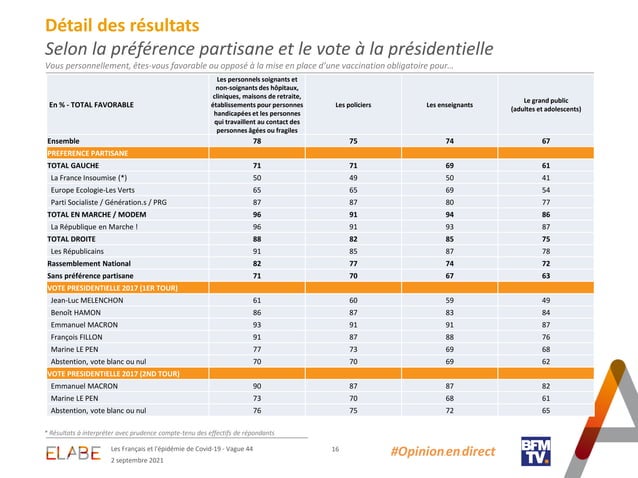 Détail des résultats
Selon la préférence partisane et le vote à la présidentielle
Vous personnellement, êtes-vous favorable ou opposé à la mise en place d'une vaccination obligatoire pour…
En % - TOTAL FAVORABLE
Les personnels soignants et
non-soignants des hôpitaux,
cliniques, maisons de retraite,
établissements pour personnes
handicapées et les personnes
qui travaillent au contact des
personnes âgées ou fragiles
Les policiers
Les enseignants
Le grand public
(adultes et adolescents)
Ensemble 78 75 74 67
PREFERENCE PARTISANE
TOTAL GAUCHE 71 71 69 61
La France Insoumise (*) 50 49 50 41
Europe Ecologie-Les Verts 65 65 69 54
Parti Socialiste / Génération.s / PRG 87 87 80 77
TOTAL EN MARCHE / MODEM 96 91 94 86
La République en Marche ! 96 91 93 87
TOTAL DROITE 88 82 85 75
Les Républicains 91 85 87 78
Rassemblement National 82 77 74 72
Sans préférence partisane 71 70 67 63
VOTE PRESIDENTIELLE 2017 (1ER TOUR)
Jean-Luc MELENCHON 61 60 59 49
Benoît HAMON 86 87 83 84
Emmanuel MACRON 93 91 91 87
François FILLON 91 87 88 76
Marine LE PEN 77 73 69 68
Abstention, vote blanc ou nul 70 70 69 62
VOTE PRESIDENTIELLE 2017 (2ND TOUR)
Emmanuel MACRON 90 87 87 82
Marine LE PEN 73 70 68 61
Abstention, vote blanc ou nul 76 75 72 65
* Résultats à interpréter avec prudence compte-tenu des effectifs de répondants
ELABE
Les Français et l'épidémie de Covid-19 - Vague 44
2 septembre 2021
16
#Opinion en direct
BFM
TV.